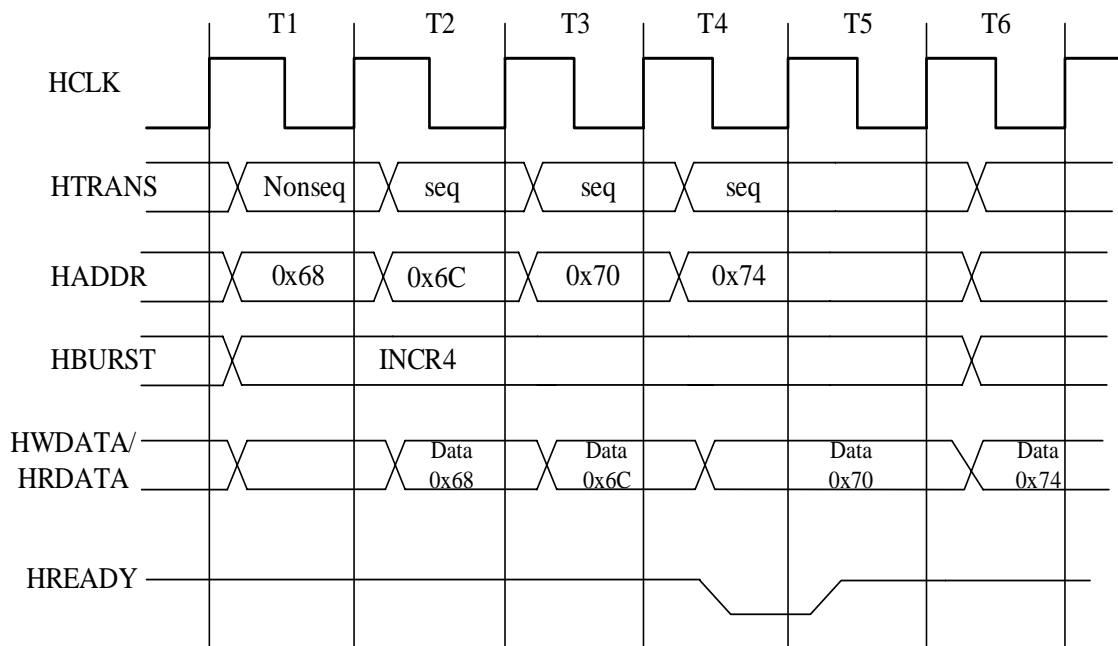 T1 T2 T3 T4 T5 T6
HCLK
HTRANS Nonseq seq seq seq
HADDR 0x68 0x6C 0x70 0x74
HBURST INCR4
HWDATA/ Data Data Data Data
HRDATA 0x68 0x6C 0x70 0x74
HREADY